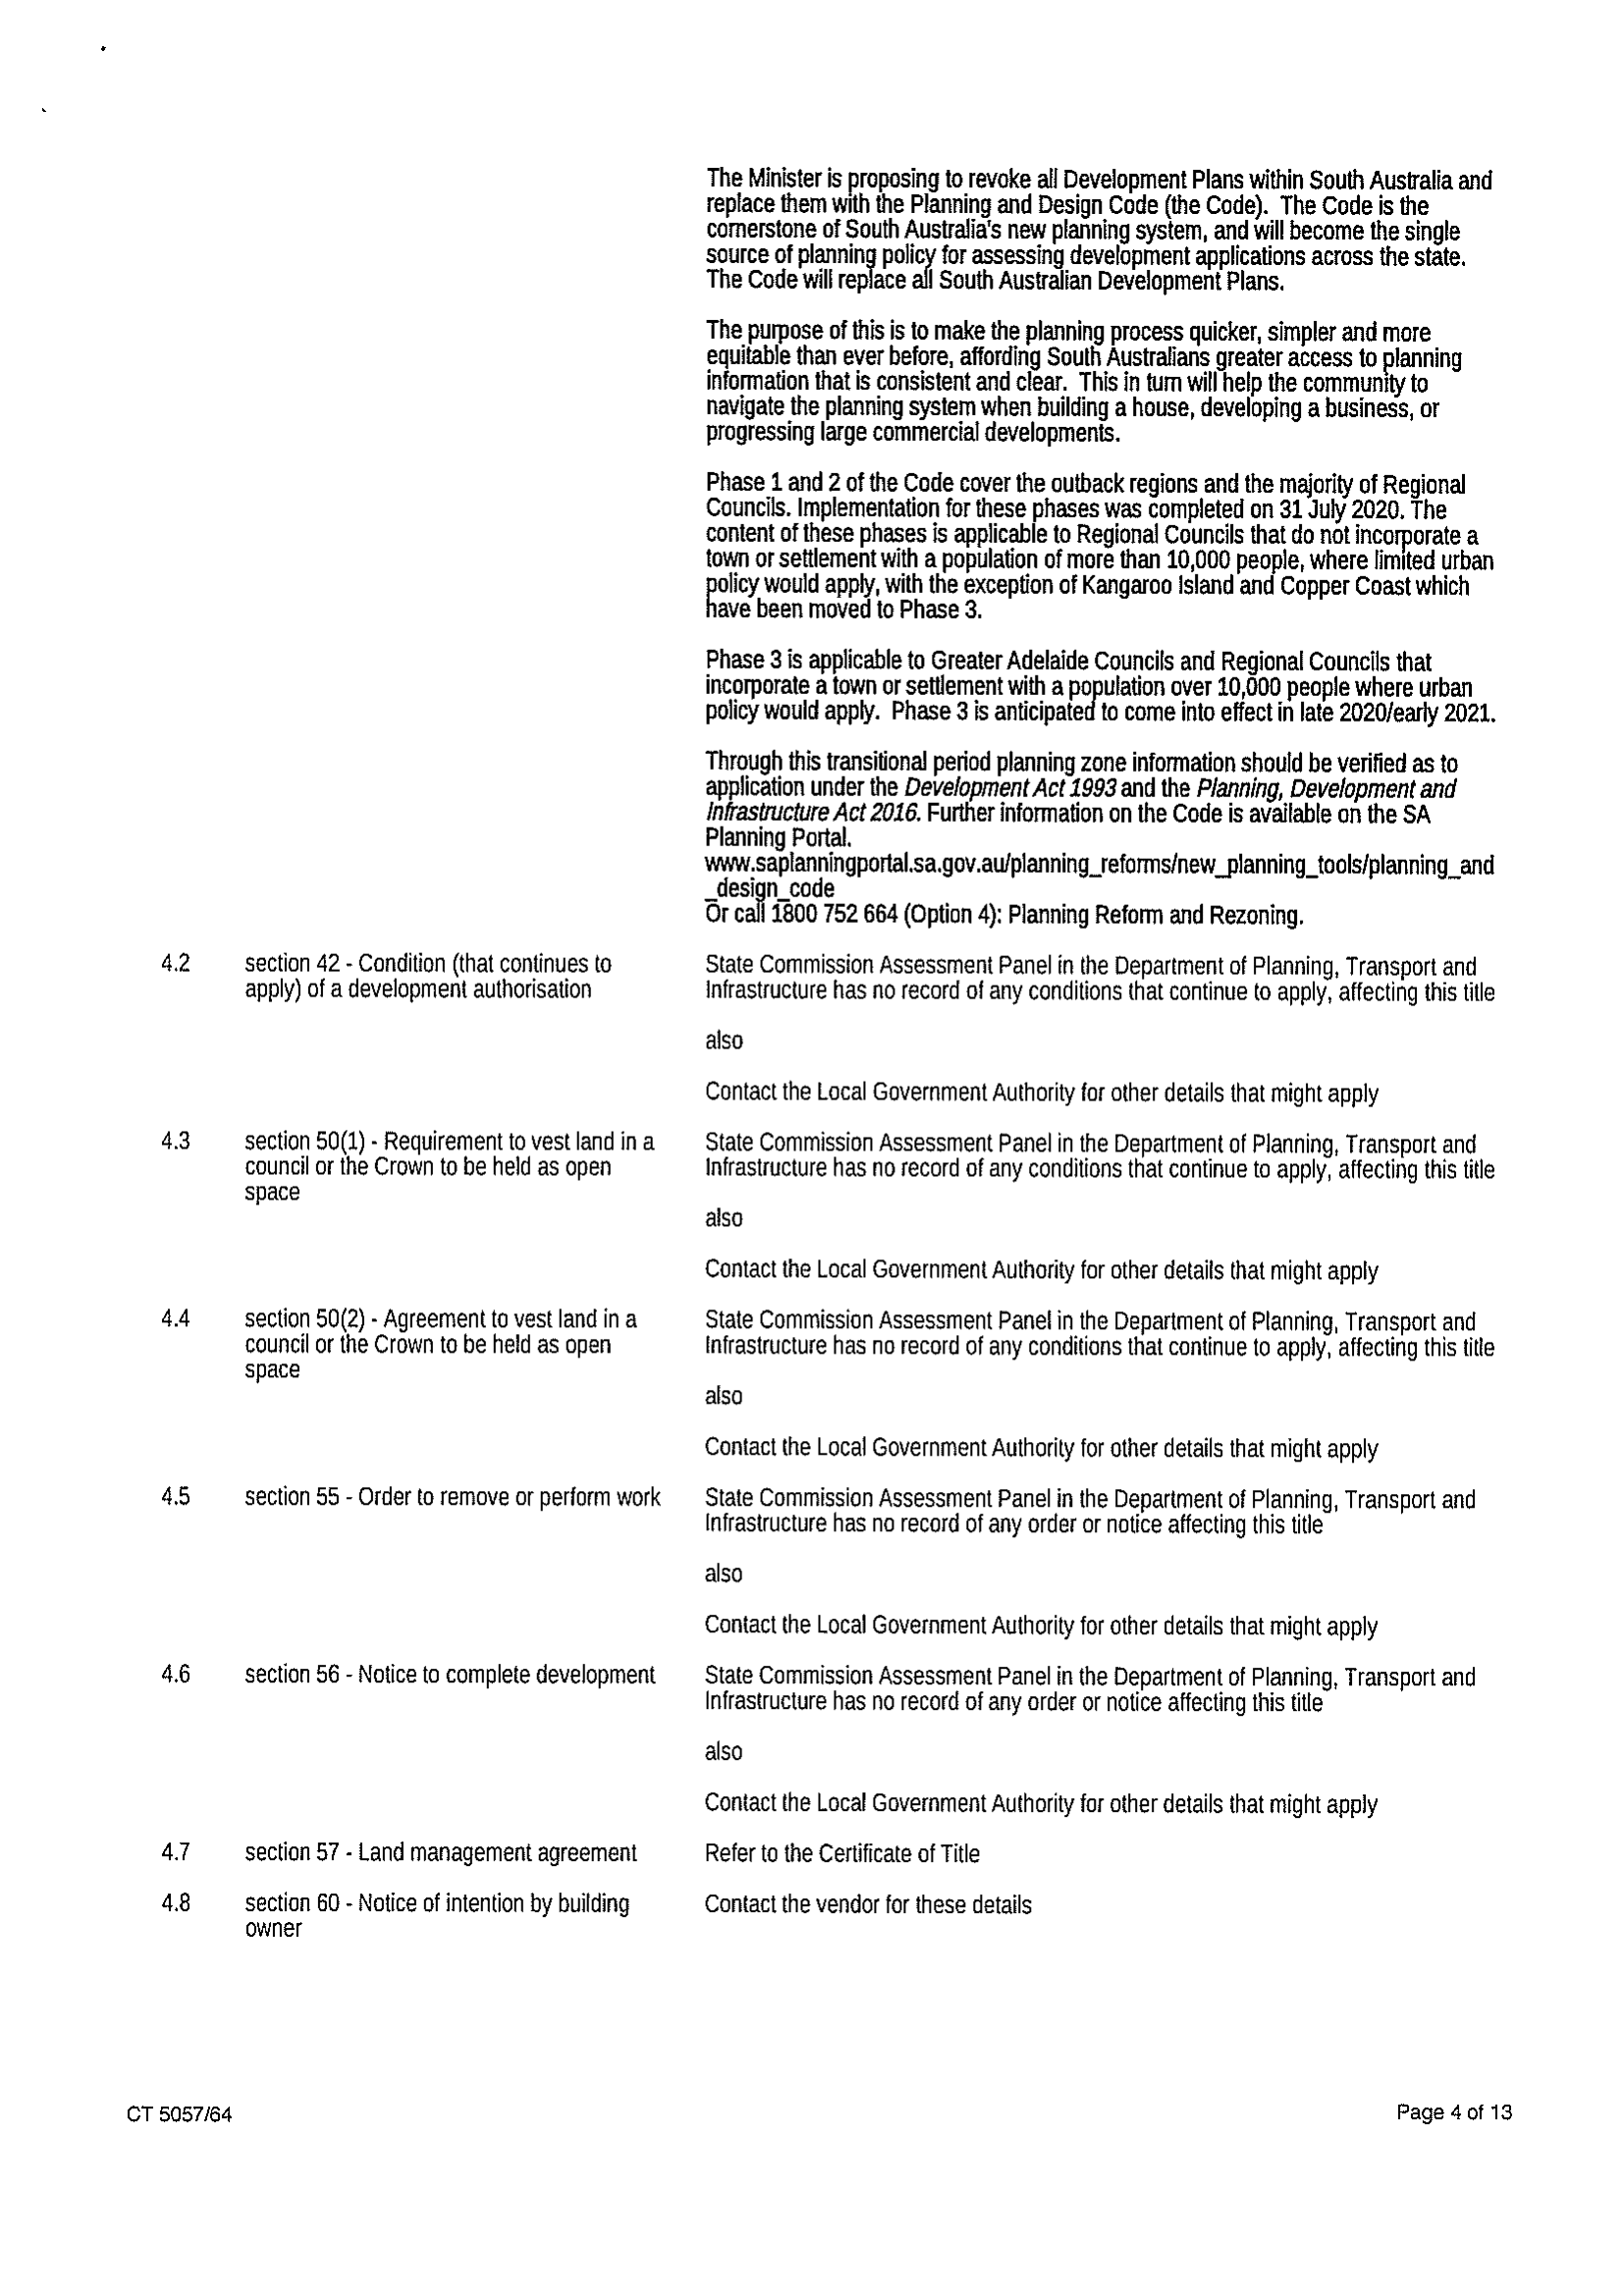 The Minister is proposing to revoke all Development Plans within South Australia and
replace them with the Planning and Design Code (the Code).  The Code is the
cornerstone of South Australia's new planning system, and will become the single
source of planning policy for assessing development applications across the state.
The Code will replace all South Australian Development Plans.
The purpose of this is to make the planning process quicker, simpler and more
equitable than ever before, affording South Australians greater access to planning
information that is consistent and clear.  This in turn will help the community to
navigate the planning system when building a house, developing a business, or
progressing large commercial developments.
Phase 1 and 2 of the Code cover the outback regions and the majority of Regional
Councils. Implementation for these phases was completed on 31 July 2020. The
content of these phases is applicable to Regional Councils that do not incorporate a
town or settlement with a population of more than 10,000 people, where limited urban
policy would apply, with the exception of Kangaroo Island and Copper Coast which
have been moved to Phase 3.
Phase 3 is applicable to Greater Adelaide Councils and Regional Councils that
incorporate a town or settlement with a population over 10,000 people where urban
policy would apply.  Phase 3 is anticipated to come into effect in late 2020/early 2021.
Through this transitional period planning zone information should be verified as to
application under the Development Act 1993 and the Planning, Development and
Infrastructure Act 2016. Further information on the Code is available on the SA
Planning Portal.
www.saplanningportal.sa.gov.au/planning_reforms/new_planning_tools/planning_and
_design_code
Or call 1800 752 664 (Option 4): Planning Reform and Rezoning.
4.2 section 42 - Condition (that continues to
apply) of a development authorisation
State Commission Assessment Panel in the Department of Planning, Transport and
Infrastructure has no record of any conditions that continue to apply, affecting this title
also
Contact the Local Government Authority for other details that might apply
4.3 section 50(1) - Requirement to vest land in a
council or the Crown to be held as open
space
State Commission Assessment Panel in the Department of Planning, Transport and
Infrastructure has no record of any conditions that continue to apply, affecting this title
also
Contact the Local Government Authority for other details that might apply
4.4 section 50(2) - Agreement to vest land in a
council or the Crown to be held as open
space
State Commission Assessment Panel in the Department of Planning, Transport and
Infrastructure has no record of any conditions that continue to apply, affecting this title
also
Contact the Local Government Authority for other details that might apply
4.5 section 55 - Order to remove or perform work
State Commission Assessment Panel in the Department of Planning, Transport and
Infrastructure has no record of any order or notice affecting this title
also
Contact the Local Government Authority for other details that might apply
4.6 section 56 - Notice to complete development
State Commission Assessment Panel in the Department of Planning, Transport and
Infrastructure has no record of any order or notice affecting this title
also
Contact the Local Government Authority for other details that might apply
4.7 section 57 - Land management agreement
Refer to the Certificate of Title
4.8 section 60 - Notice of intention by building
owner
Contact the vendor for these details
CT 5057/64
Page 4 of 13